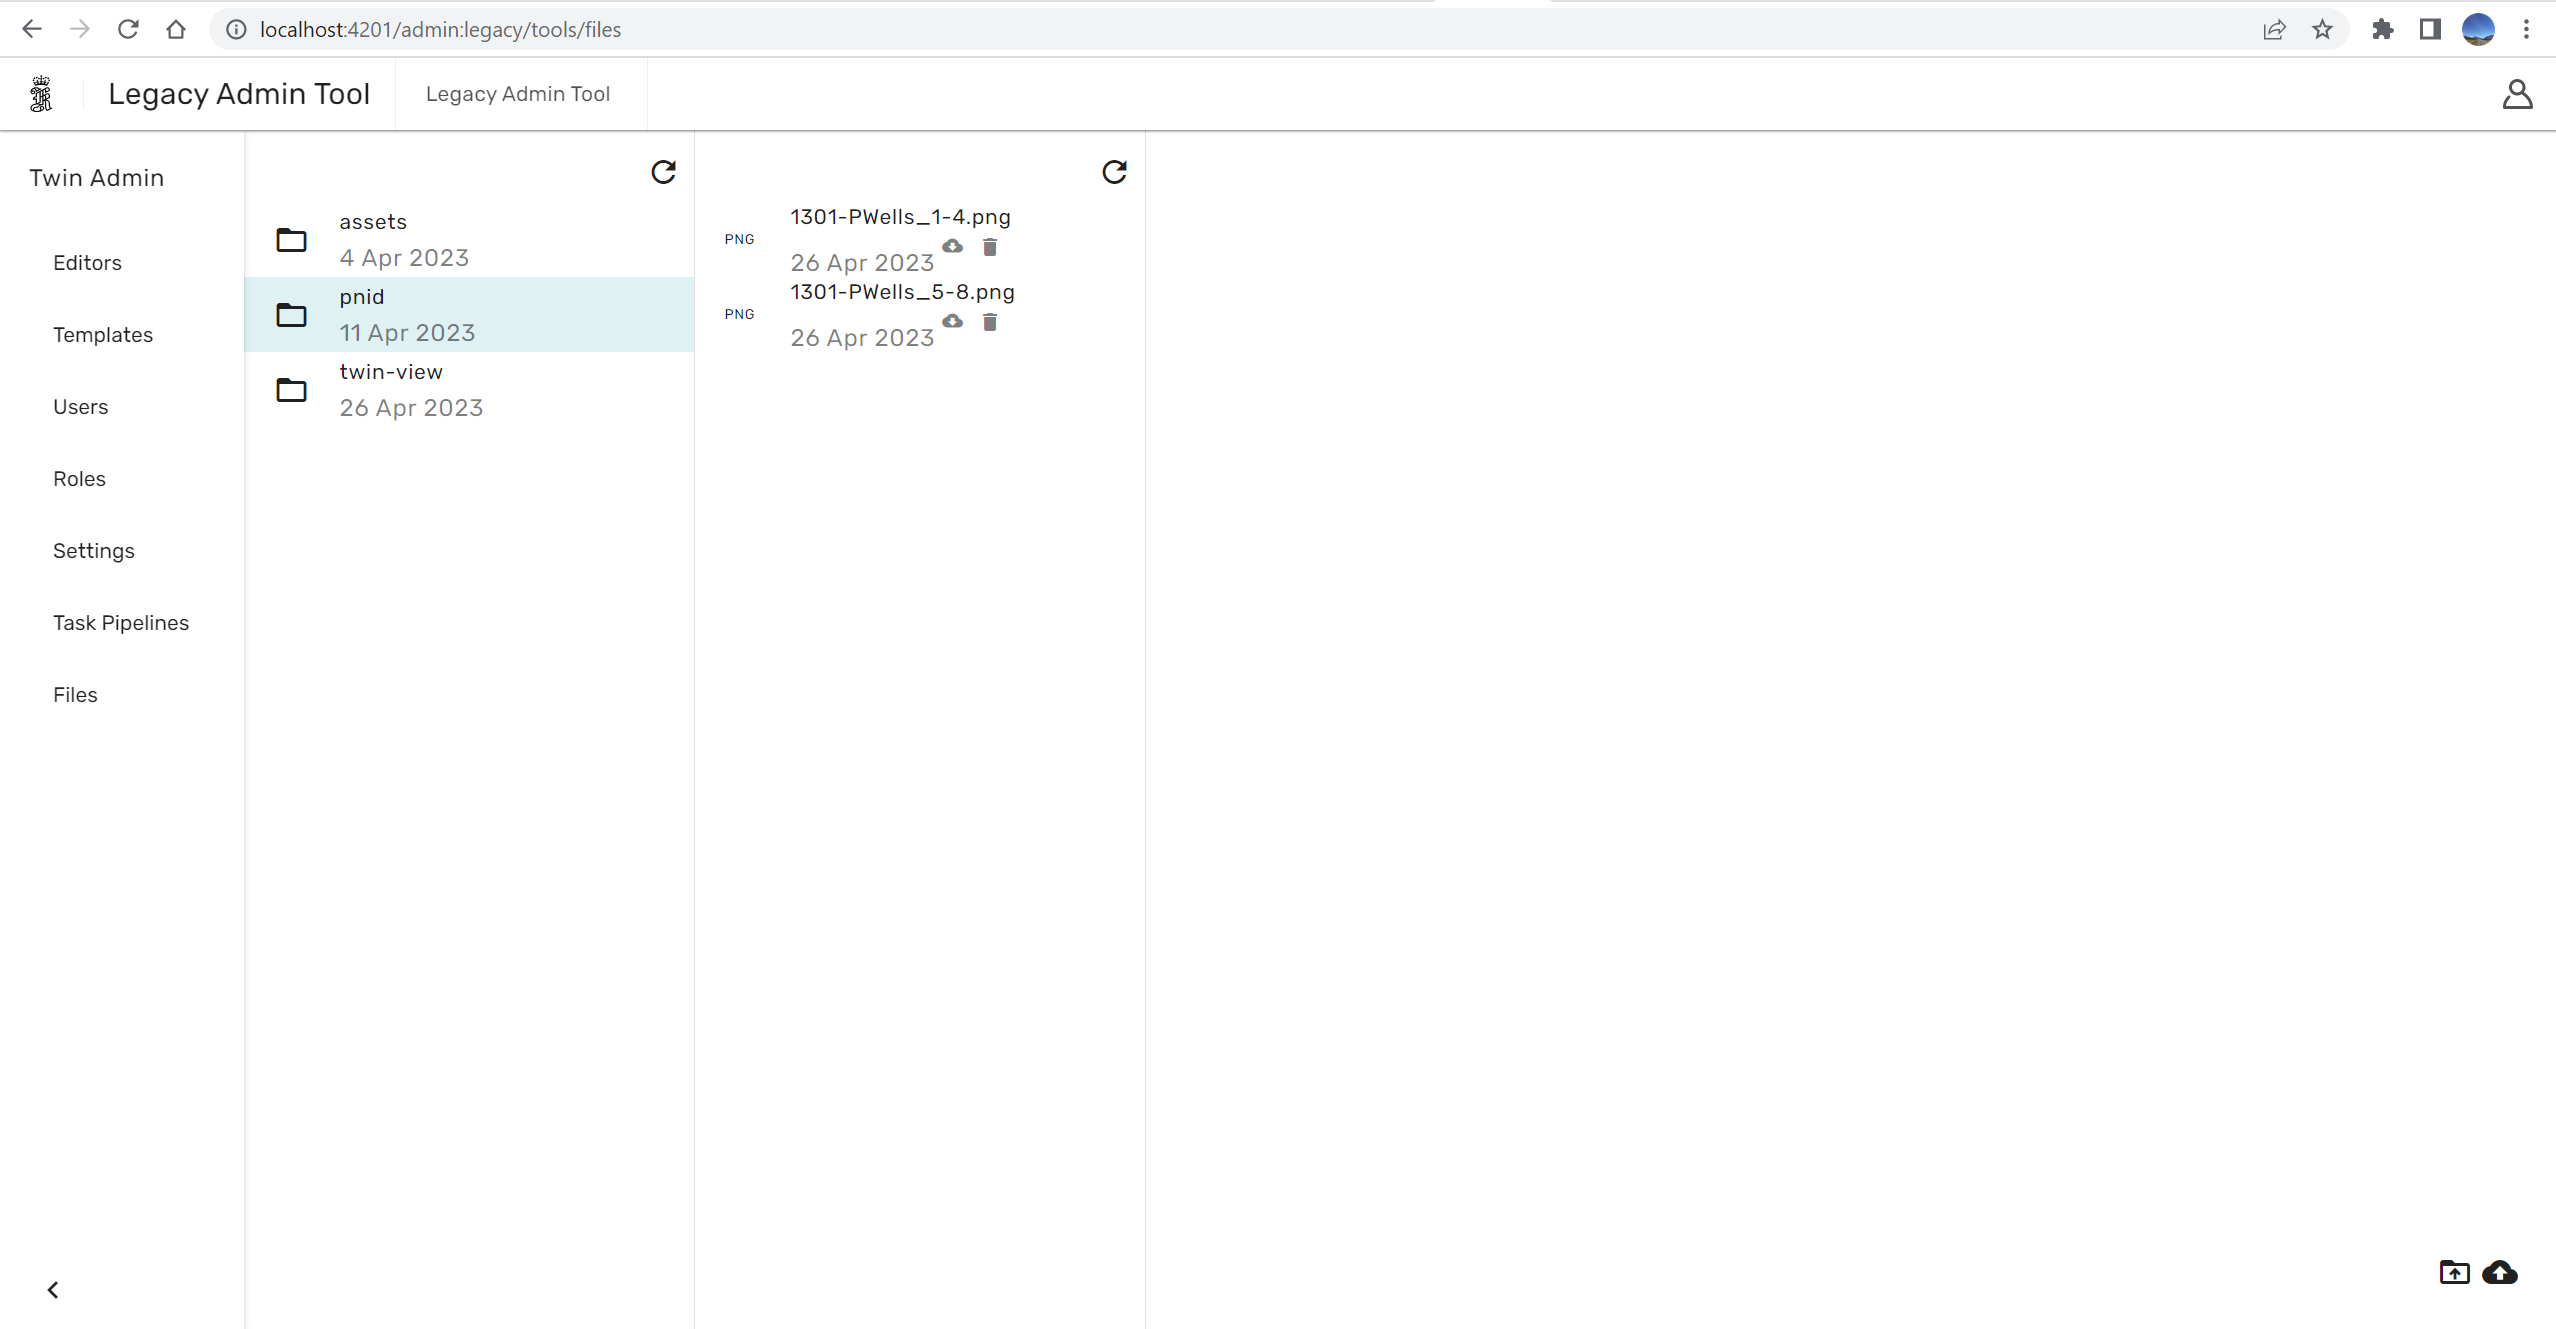 localhost:4201/admin:legacy/tools/files
Legacy Admin Tool
Legacy Admin Tool
Twin Admin
Editors
Templates
Users
Roles
Settings
Task Pipelines
Files
assets
4 Apr 2023
pnid
11 Apr 2023
twin-view
26 Apr 2023
PNG
1301-PWells_1-4.png
26 Apr 2023
PNG
1301-PWells_5-8.png
26 Apr 2023